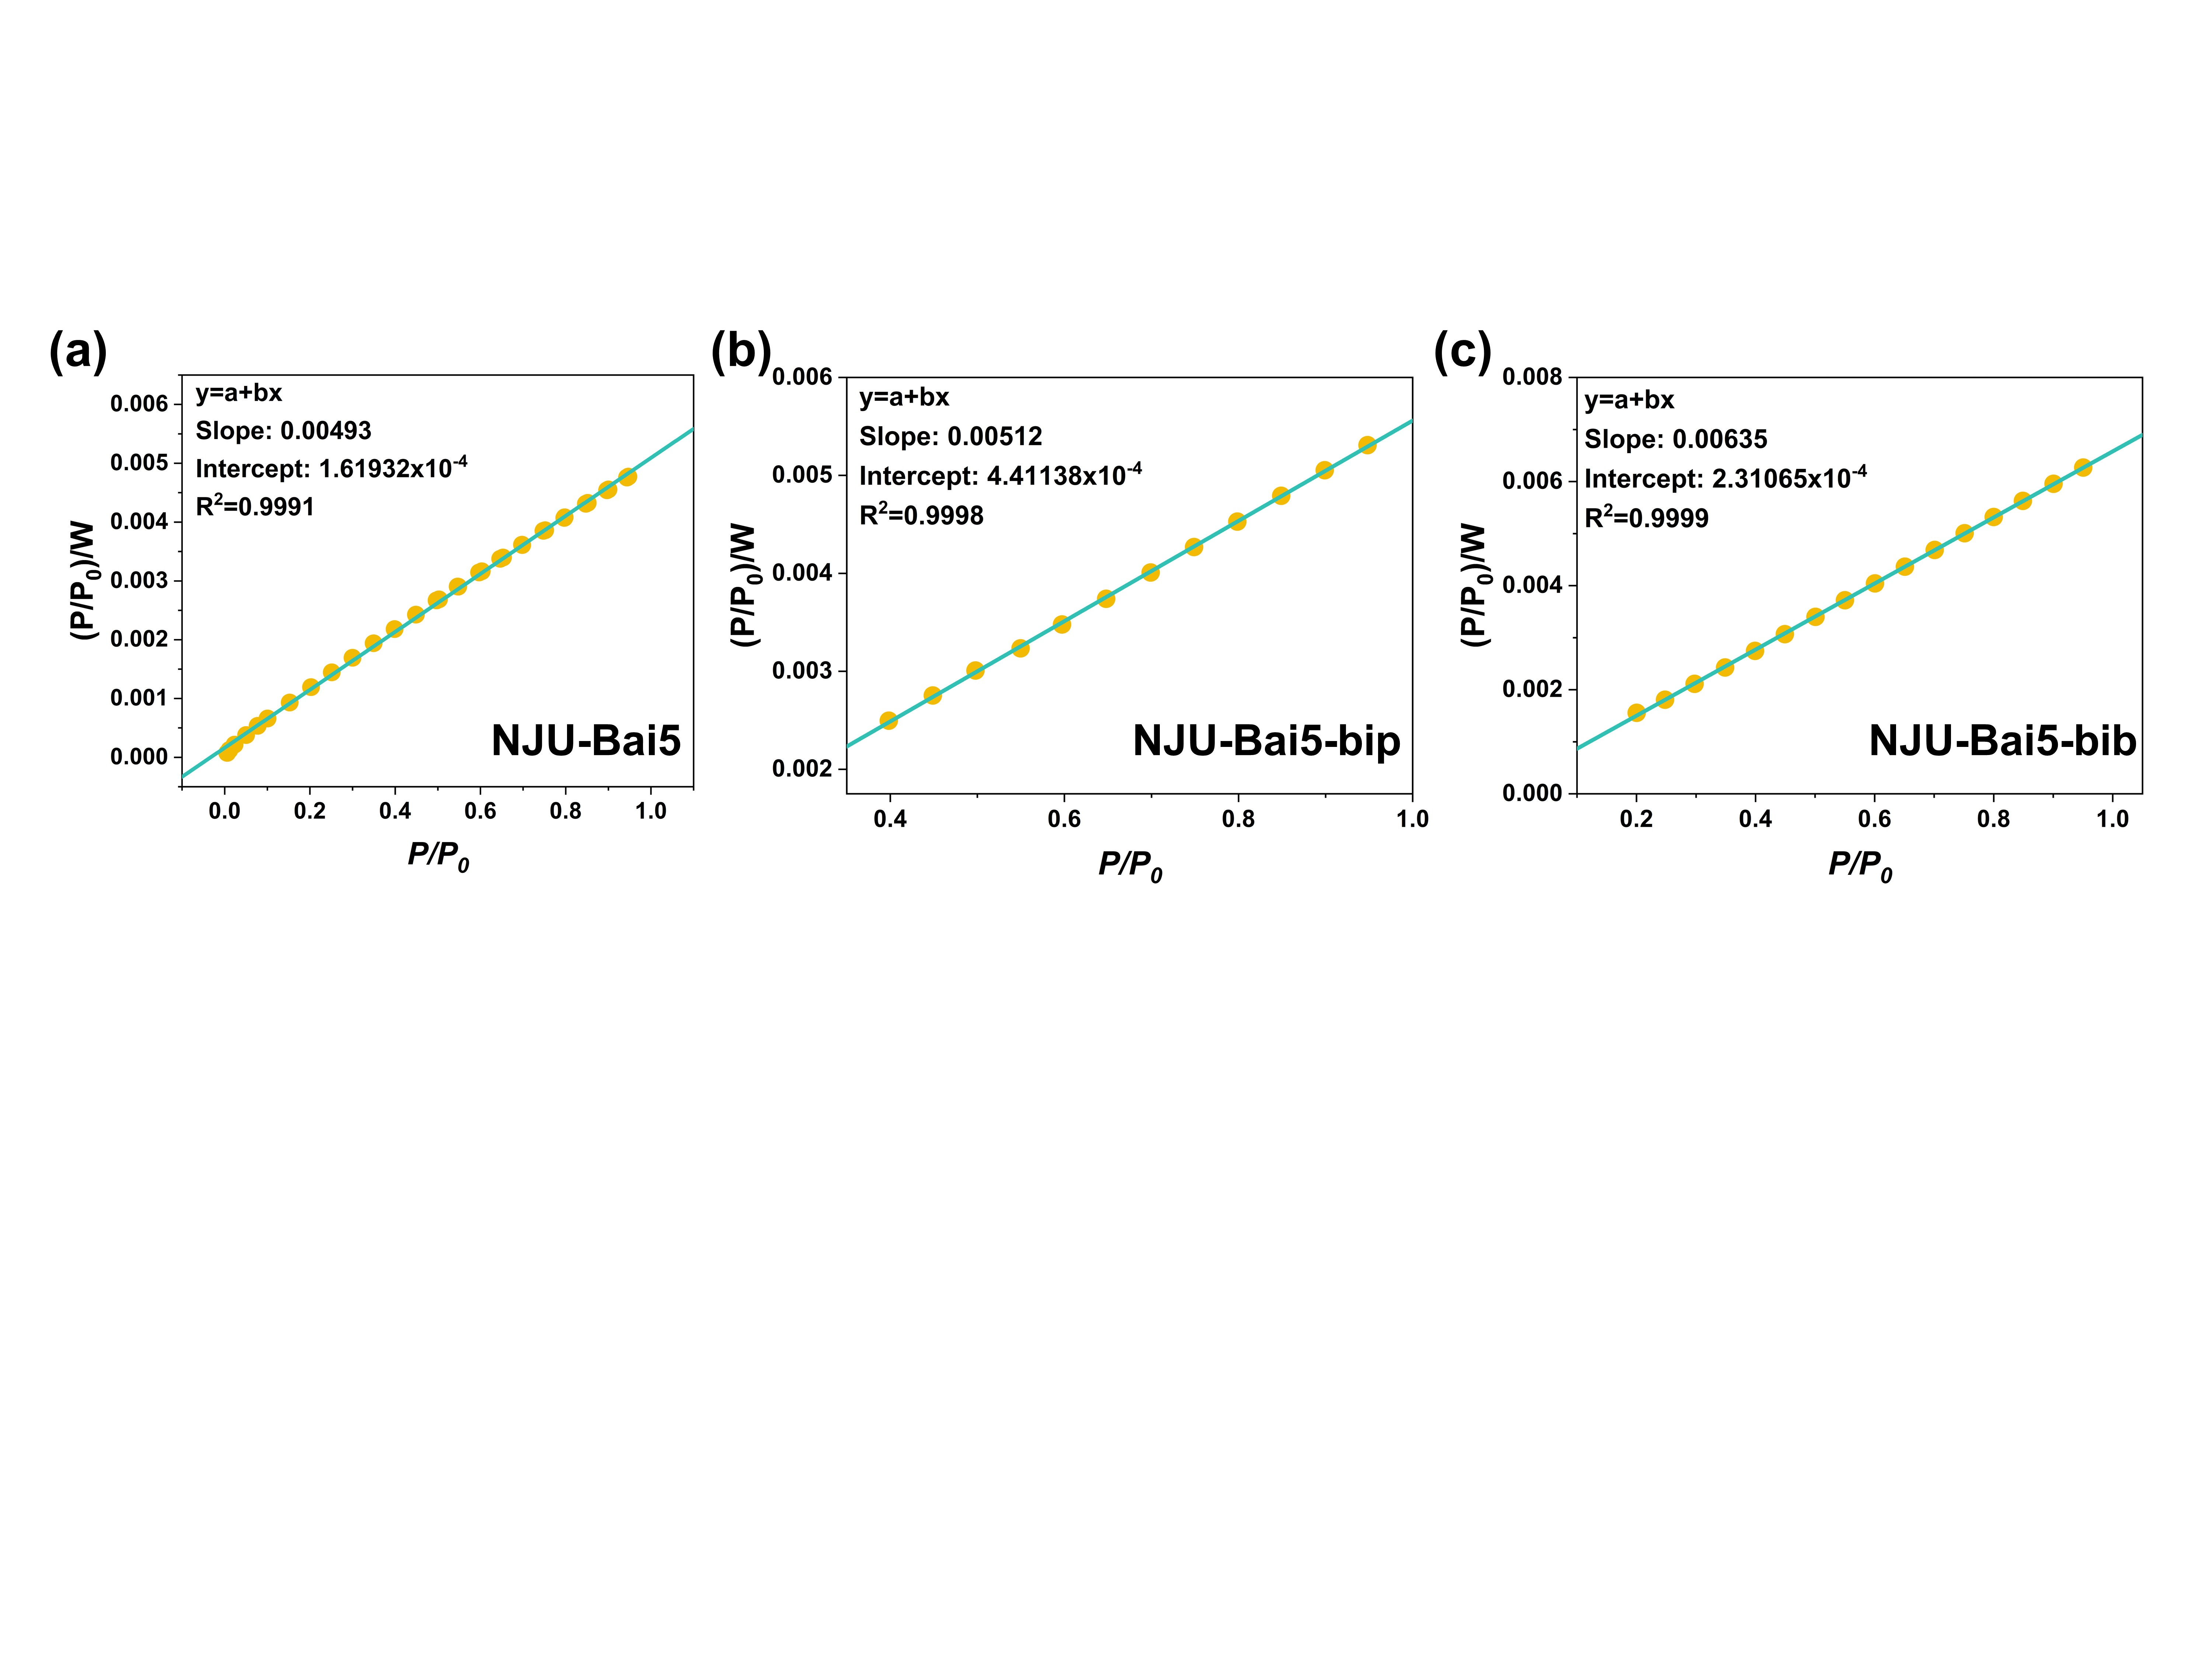 (a)
y=a+bx
Slope: 0.00493
Intercept: 1.61932x10⁻⁴
R²=0.9991
0.006
0.005
0.004
0.003
0.002
0.001
0.000
(P/P₀)/W
NJU-Bai5
0.0 0.2 0.4 0.6 0.8 1.0
P/P₀
(b)
y=a+bx
Slope: 0.00512
Intercept: 4.41138x10⁻⁴
R²=0.9998
0.006
0.005
0.004
0.003
0.002
(P/P₀)/W
NJU-Bai5-bip
0.4 0.6 0.8 1.0
P/P₀
(c)
y=a+bx
Slope: 0.00635
Intercept: 2.31065x10⁻⁴
R²=0.9999
0.008
0.006
0.004
0.002
0.000
(P/P₀)/W
NJU-Bai5-bib
0.2 0.4 0.6 0.8 1.0
P/P₀